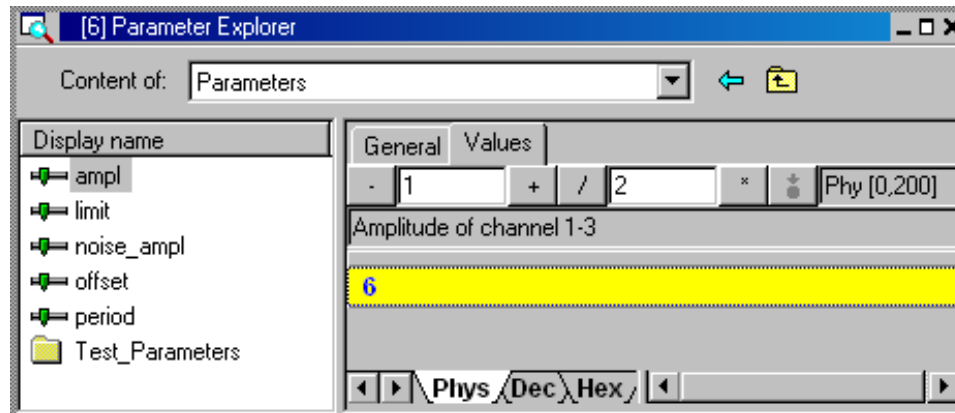 [6] Parameter Explorer
Content of: Parameters
Display name
ampl
limit
noise_ampl
offset
period
Test_Parameters
General Values
- 1 + / 2 * Phy [0,200]
Amplitude of channel 1-3
6
Phys Dec Hex